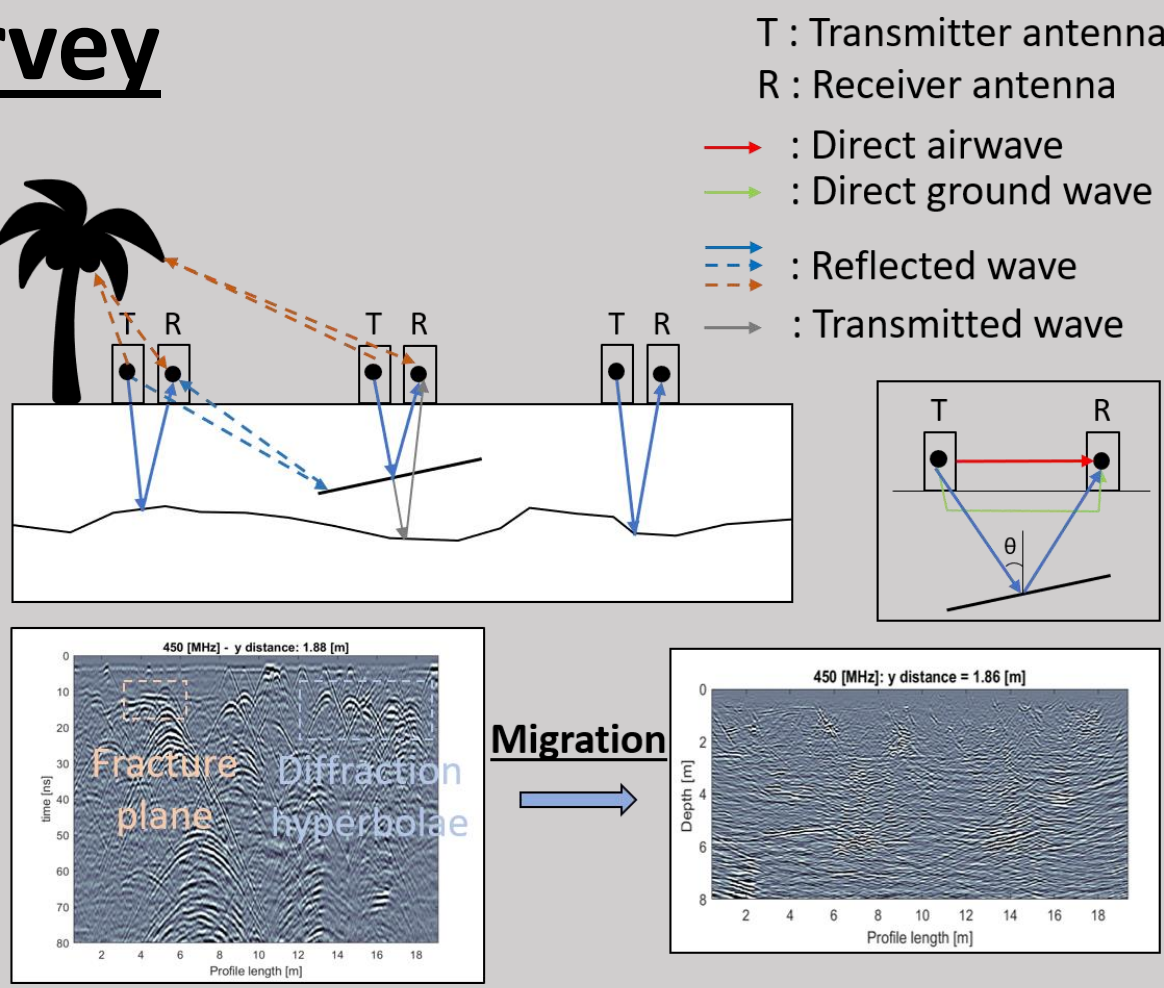 rvey
T : Transmitter antenna
R : Receiver antenna
: Direct airwave
: Direct ground wave
: Reflected wave
: Transmitted wave
T R
T R
T R
T R
θ
450 [MHz] - y distance: 1.88 [m]
0
10
20
30
40
50
60
70
80
time [ns]
Fracture
plane
Diffraction
hyperbolae
2 4 6 8 10 12 14 16 18
Profile length [m]
Migration
450 [MHz]: y distance = 1.86 [m]
0
2
4
6
8
Depth [m]
2 4 6 8 10 12 14 16 18
Profile length [m]